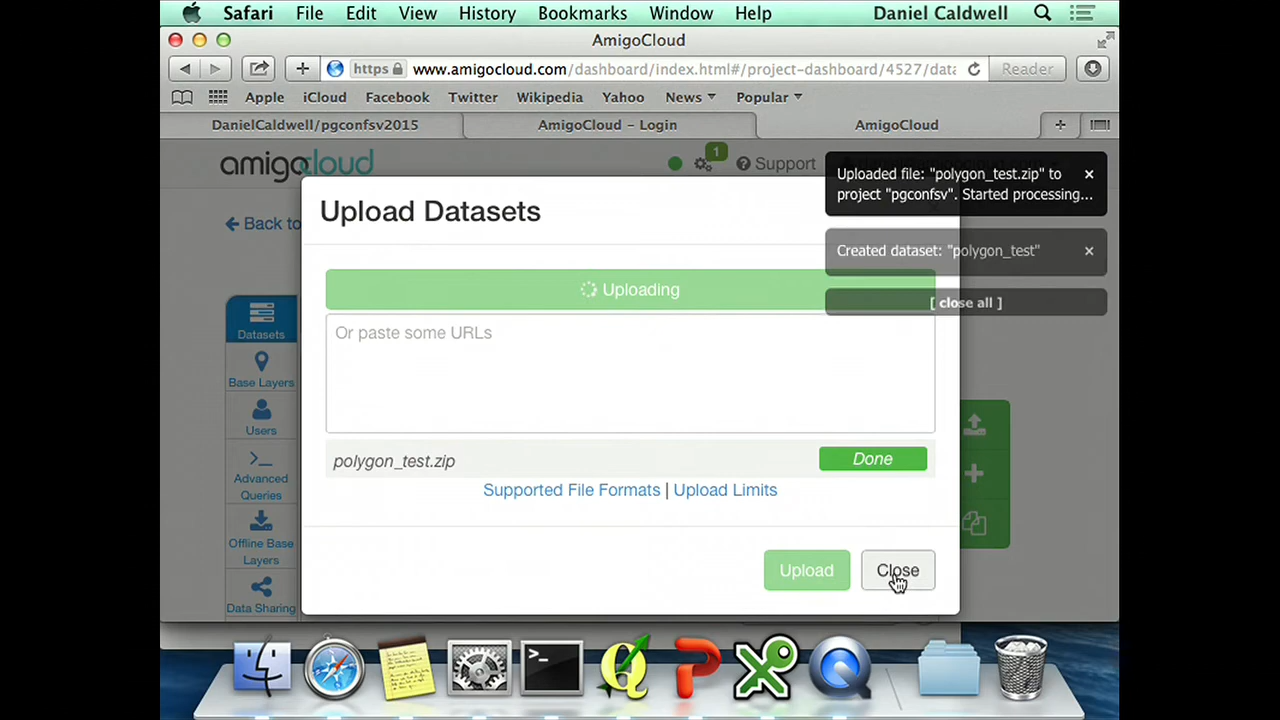 Safari File Edit View History Bookmarks Window Help Daniel Caldwell
AmigoCloud
https www.amigocloud.com/dashboard/index.html#/project-dashboard/4527/data Reader
Apple iCloud Facebook Twitter Wikipedia Yahoo News Popular
DanielCaldwell/pgconfsv2015 AmigoCloud - Login AmigoCloud
amigocloud 1 Support
Uploaded file: "polygon_test.zip" to
project "pgconfsv". Started processing...
Created dataset: "polygon_test"
[ close all ]
Back to
Upload Datasets
Uploading
Or paste some URLs
polygon_test.zip Done
Supported File Formats | Upload Limits
Upload Close
Datasets
Base Layers
Users
Advanced
Queries
Offline Base
Layers
Data Sharing